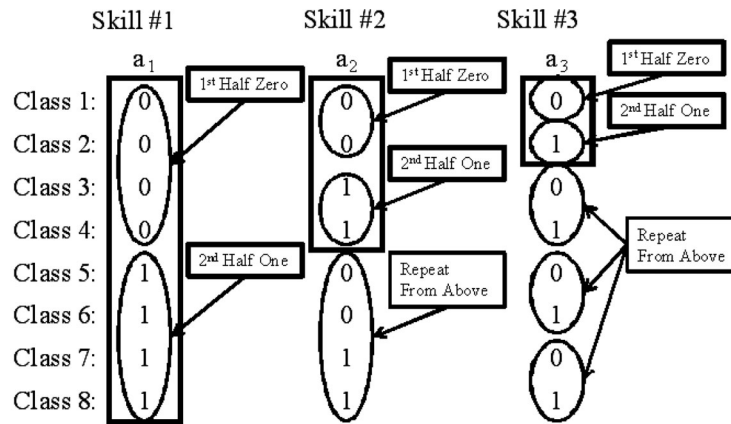 Skill #1 Skill #2 Skill #3
a1 a2 a3
1st Half Zero
1st Half Zero
1st Half Zero
Class 1: 0 0 0
2nd Half One
Class 2: 0 0 1
2nd Half One
Class 3: 0 1 0
Class 4: 0 1 1
Repeat
From Above
2nd Half One
Class 5: 1 0 0
Repeat
From Above
Class 6: 1 0 1
Class 7: 1 1 0
Class 8: 1 1 1